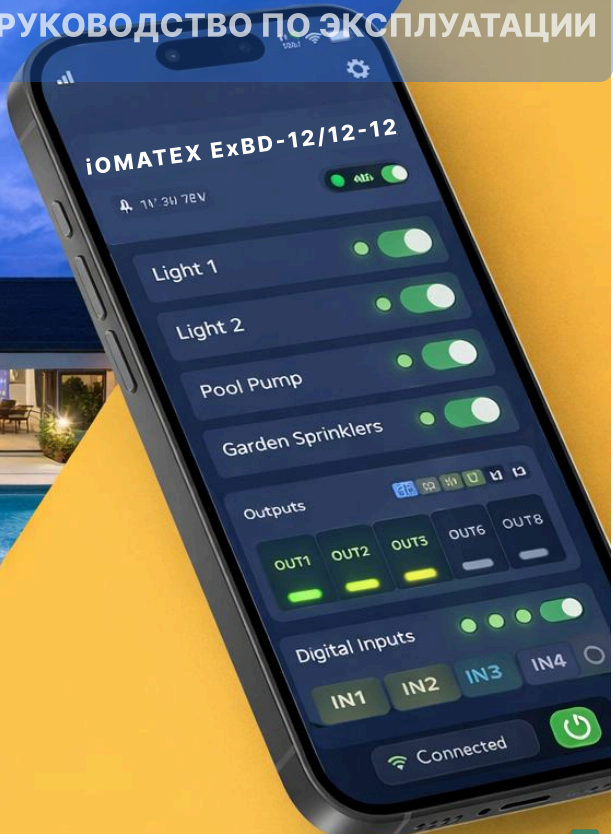 РУКОВОДСТВО ПО ЭКСПЛУАТАЦИИ
iOMATEX ExBD-12/12-12
Light 1
Light 2
Pool Pump
Garden Sprinklers
Outputs
OUT1 OUT2 OUT3 OUT6 OUT8
Digital Inputs
IN1 IN2 IN3 IN4
Connected